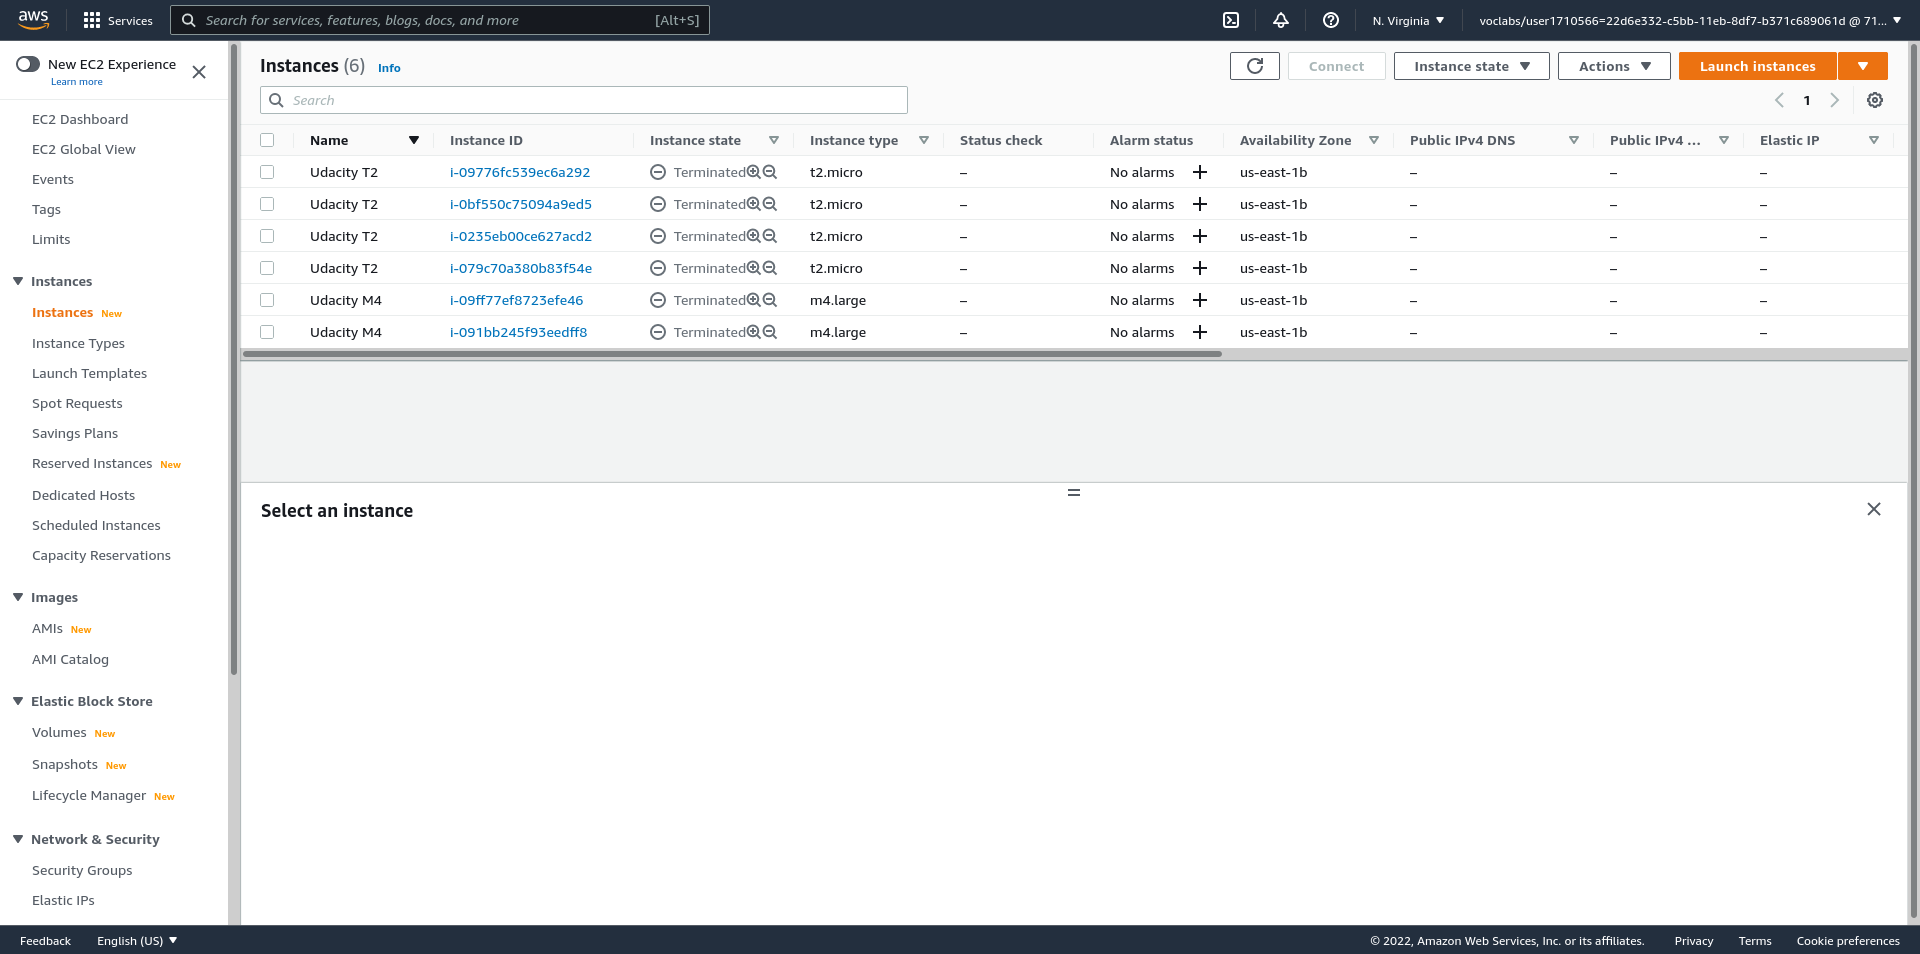 aws Services Search for services, features, blogs, docs, and more [Alt+S] N. Virginia voclabs/user1710566=22d6e332-c5bb-11eb-8df7-b371c689061d @ 71...
New EC2 Experience
Learn more
EC2 Dashboard
EC2 Global View
Events
Tags
Limits
Instances
Instances New
Instance Types
Launch Templates
Spot Requests
Savings Plans
Reserved Instances New
Dedicated Hosts
Scheduled Instances
Capacity Reservations
Images
AMIs New
AMI Catalog
Elastic Block Store
Volumes New
Snapshots New
Lifecycle Manager New
Network & Security
Security Groups
Elastic IPs
Instances (6) Info Connect Instance state Actions Launch instances
Search 1
Name Instance ID Instance state Instance type Status check Alarm status Availability Zone Public IPv4 DNS Public IPv4 ... Elastic IP
Udacity T2 i-09776fc539ec6a292 Terminated t2.micro – No alarms + us-east-1b – – –
Udacity T2 i-0bf550c75094a9ed5 Terminated t2.micro – No alarms + us-east-1b – – –
Udacity T2 i-0235eb00ce627acd2 Terminated t2.micro – No alarms + us-east-1b – – –
Udacity T2 i-079c70a380b83f54e Terminated t2.micro – No alarms + us-east-1b – – –
Udacity M4 i-09ff77ef8723efe46 Terminated m4.large – No alarms + us-east-1b – – –
Udacity M4 i-091bb245f93eedff8 Terminated m4.large – No alarms + us-east-1b – – –
Select an instance
Feedback English (US) © 2022, Amazon Web Services, Inc. or its affiliates. Privacy Terms Cookie preferences